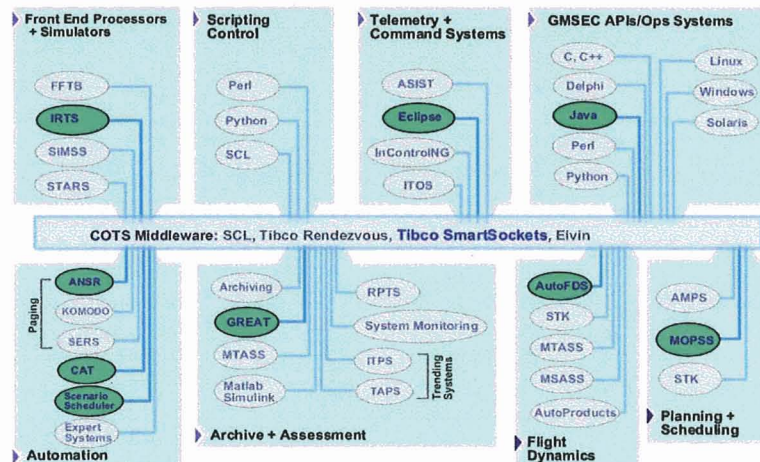 Front End Processors
+ Simulators
FFTB
IRTS
SiMSS
STARS
Scripting
Control
Perl
Python
SCL
Telemetry +
Command Systems
ASIST
Eclipse
InControlNG
ITOS
GMSEC APIs/Ops Systems
C, C++
Delphi
Java
Perl
Python
Linux
Windows
Solaris
COTS Middleware: SCL, Tibco Rendezvous, Tibco SmartSockets, Elvin
Paging
ANSR
KOMODO
SERS
CAT
Scenario
Scheduler
Expert
Systems
Automation
Archiving
GREAT
MTASS
Matlab
Simulink
RPTS
System Monitoring
ITPS
TAPS
Trending
Systems
Archive + Assessment
AutoFDS
STK
MTASS
MSASS
AutoProducts
Flight
Dynamics
AMPS
MOPSS
STK
Planning +
Scheduling